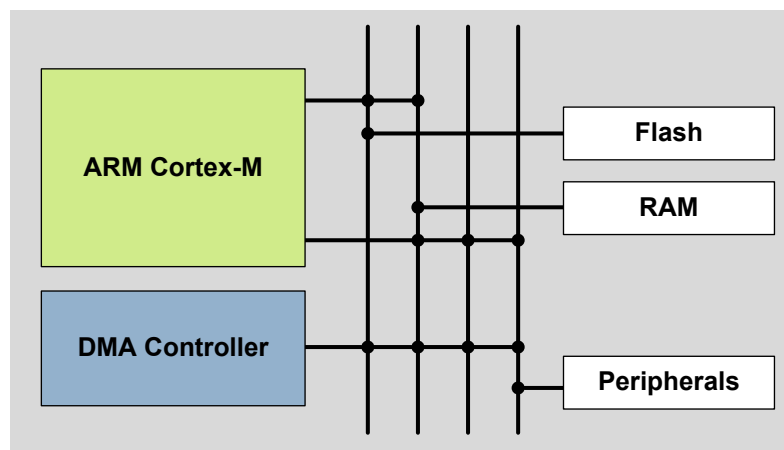 ARM Cortex-M
DMA Controller
Flash
RAM
Peripherals